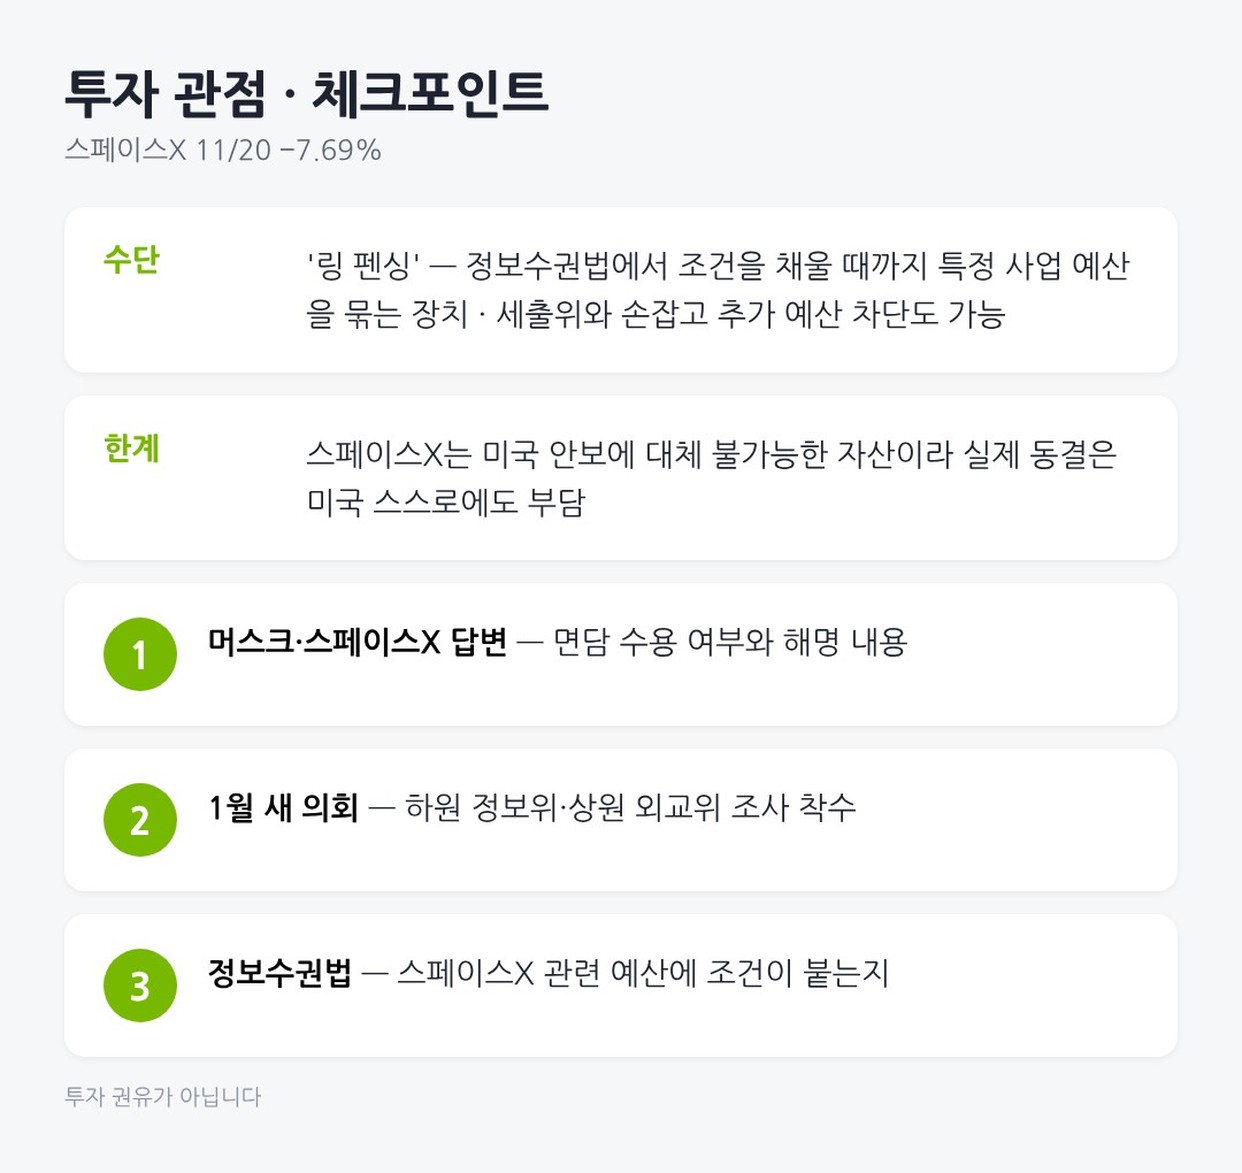 투자 관점 · 체크포인트
스페이스X 11/20 −7.69%
수단
'링 펜싱' — 정보수권법에서 조건을 채울 때까지 특정 사업 예산
을 묶는 장치 · 세출위와 손잡고 추가 예산 차단도 가능
한계
스페이스X는 미국 안보에 대체 불가능한 자산이라 실제 동결은
미국 스스로에도 부담
1 머스크·스페이스X 답변 — 면담 수용 여부와 해명 내용
2 1월 새 의회 — 하원 정보위·상원 외교위 조사 착수
3 정보수권법 — 스페이스X 관련 예산에 조건이 붙는지
투자 권유가 아닙니다